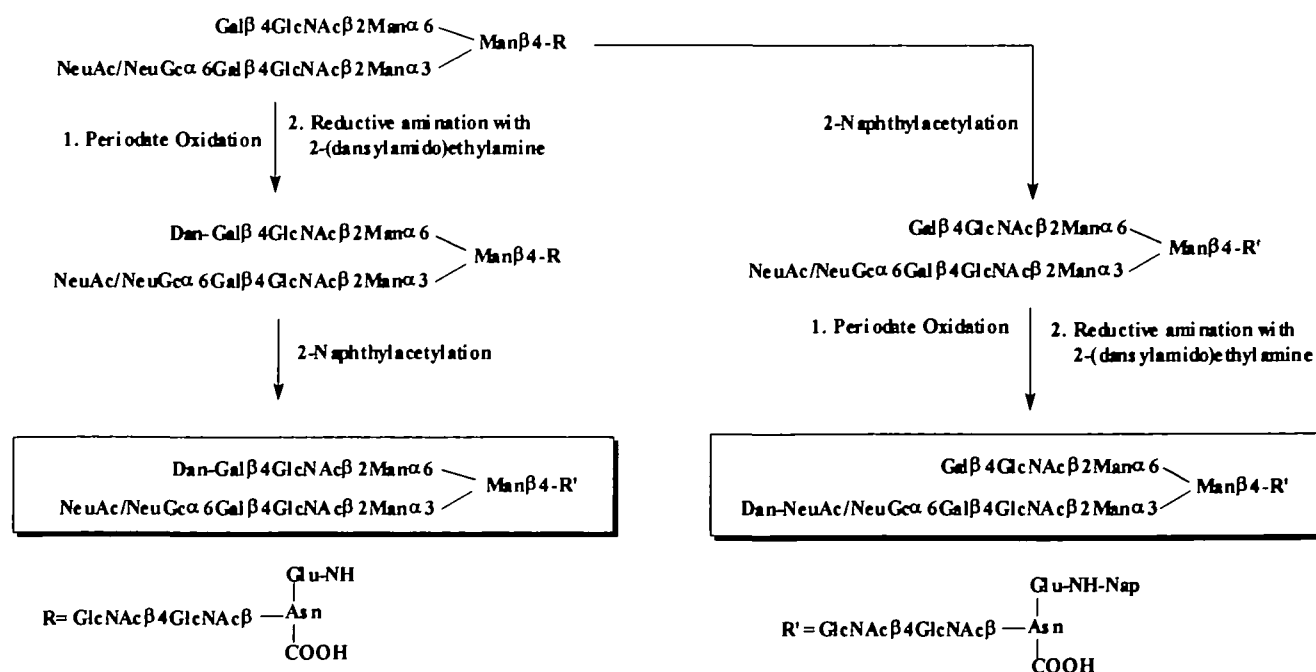 Galβ4GlcNAcβ2Manα6
Manβ4-R
NeuAc/NeuGcα6Galβ4GlcNAcβ2Manα3
1. Periodate Oxidation
2. Reductive amination with
2-(dansylamido)ethylamine
2-Naphthylacetylation
Dan-Galβ4GlcNAcβ2Manα6
Manβ4-R
NeuAc/NeuGcα6Galβ4GlcNAcβ2Manα3
Galβ4GlcNAcβ2Manα6
Manβ4-R'
NeuAc/NeuGcα6Galβ4GlcNAcβ2Manα3
2-Naphthylacetylation
1. Periodate Oxidation
2. Reductive amination with
2-(dansylamido)ethylamine
Dan-Galβ4GlcNAcβ2Manα6
Manβ4-R'
NeuAc/NeuGcα6Galβ4GlcNAcβ2Manα3
Galβ4GlcNAcβ2Manα6
Manβ4-R'
Dan-NeuAc/NeuGcα6Galβ4GlcNAcβ2Manα3
Glu-NH
R= GlcNAcβ4GlcNAcβ—Asn
COOH
Glu-NH-Nap
R'=GlcNAcβ4GlcNAcβ—Asn
COOH